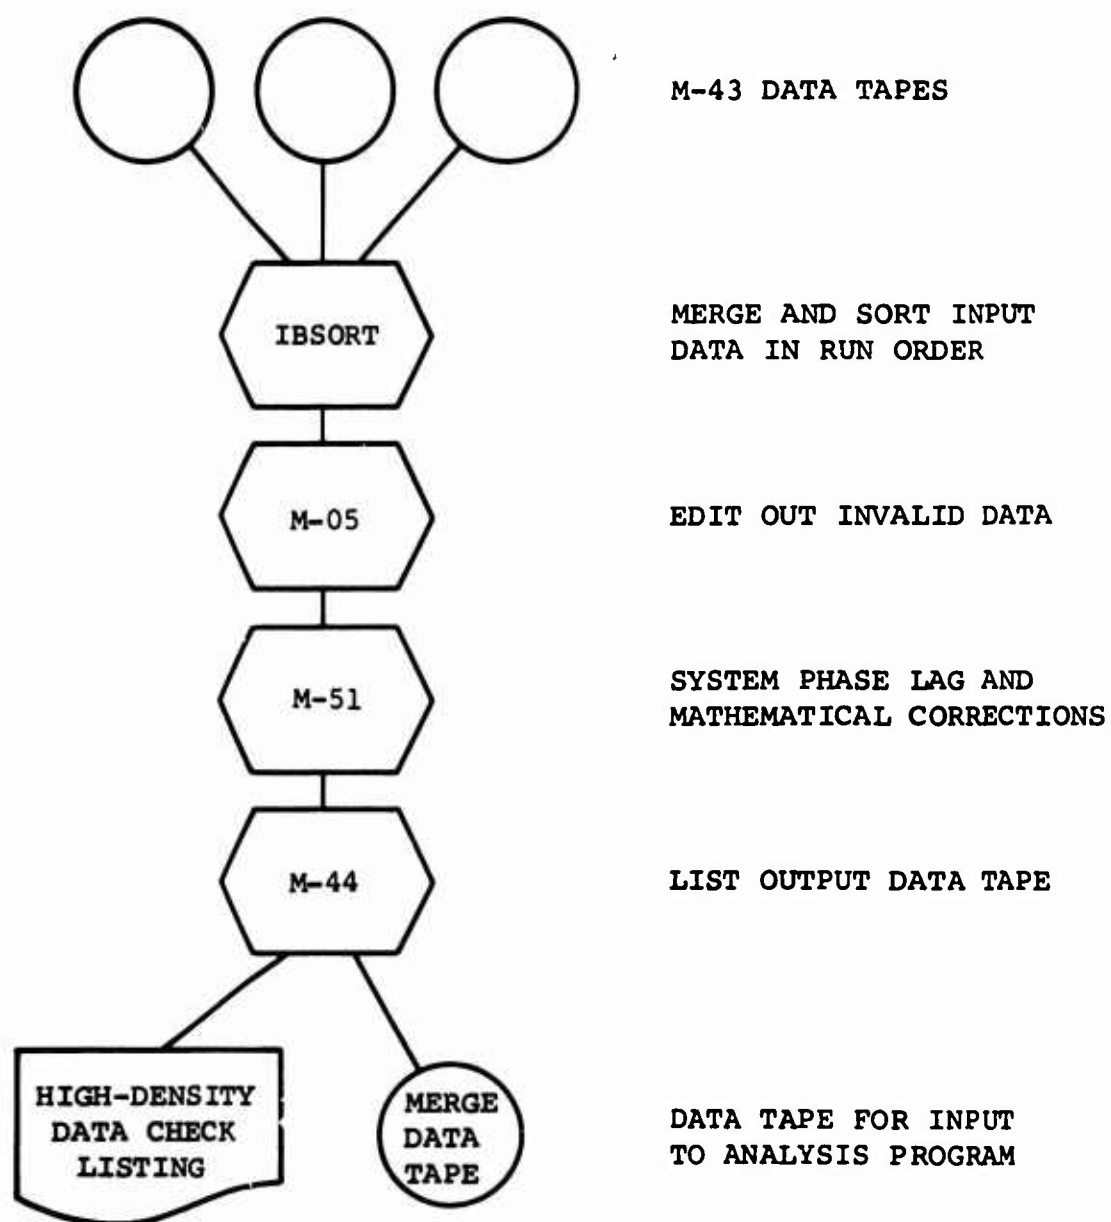 M-43 DATA TAPES
IBSORT
MERGE AND SORT INPUT
DATA IN RUN ORDER
M-05
EDIT OUT INVALID DATA
M-51
SYSTEM PHASE LAG AND
MATHEMATICAL CORRECTIONS
M-44
LIST OUTPUT DATA TAPE
HIGH-DENSITY
DATA CHECK
LISTING
MERGE
DATA
TAPE
DATA TAPE FOR INPUT
TO ANALYSIS PROGRAM